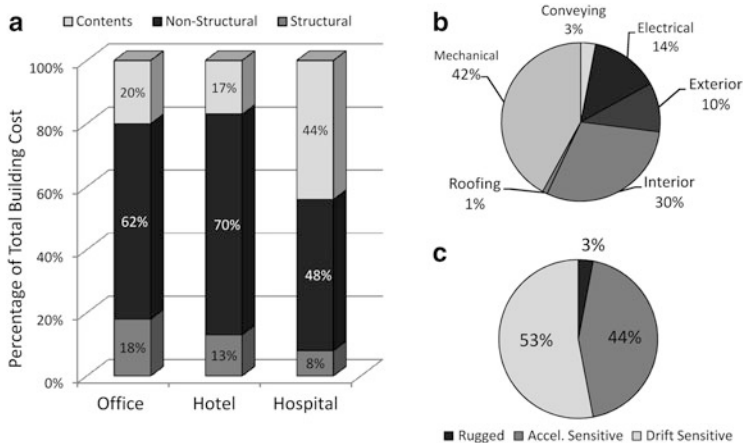 a
Contents Non-Structural Structural
Percentage of Total Building Cost
100%
80%
60%
40%
20%
0%
20%
62%
18%
17%
70%
13%
44%
48%
8%
Office Hotel Hospital
b
Conveying
3%
Electrical
14%
Exterior
10%
Interior
30%
Roofing
1%
Mechanical
42%
c
3%
44%
53%
Rugged Accel. Sensitive Drift Sensitive